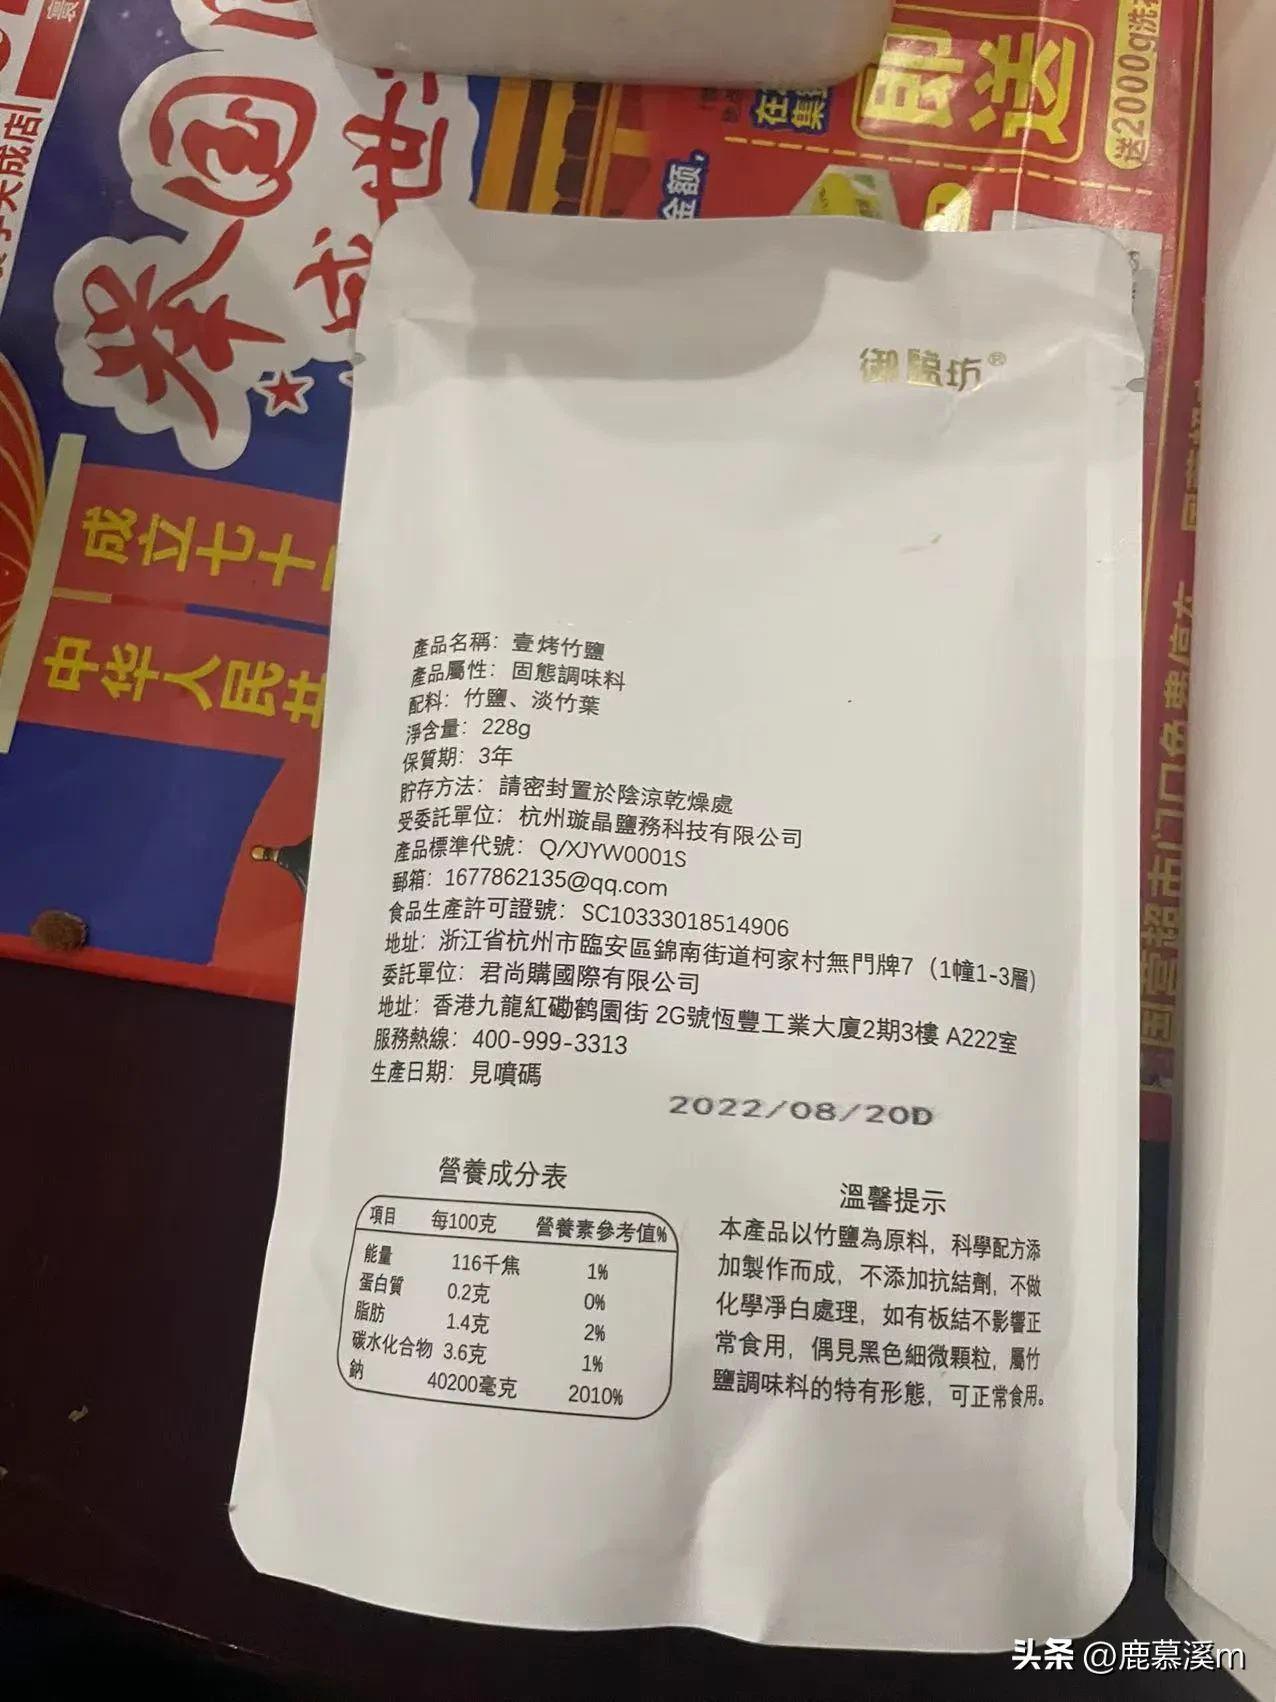 荣国
盛世
成立七十
中华人民共
天成店
金额，
在
集
即送
送2000g洗
御鹽坊®
產品名稱：壹烤竹鹽
產品屬性：固態調味料
配料：竹鹽、淡竹葉
淨含量：228g
保質期：3年
貯存方法：請密封置於陰涼乾燥處
受委託單位：杭州璇晶鹽務科技有限公司
產品標準代號：Q/XJYW0001S
郵箱：1677862135@qq.com
食品生產許可證號：SC10333018514906
地址：浙江省杭州市臨安區錦南街道柯家村無門牌7（1幢1-3層）
委託單位：君尚購國際有限公司
地址：香港九龍紅磡鹤園街 2G號恆豐工業大廈2期3樓 A222室
服務熱線：400-999-3313
生產日期：見噴碼
2022/08/20D
營養成分表
項目 每100克 營養素參考值%
能量 116千焦 1%
蛋白質 0.2克 0%
脂肪 1.4克 2%
碳水化合物 3.6克 1%
鈉 40200毫克 2010%
溫馨提示
本產品以竹鹽為原料，科學配方添
加製作而成，不添加抗結劑，不做
化學凈白處理，如有板結不影響正
常食用，偶見黑色細微顆粒，屬竹
鹽調味料的特有形態，可正常食用。
头条 @鹿慕溪m